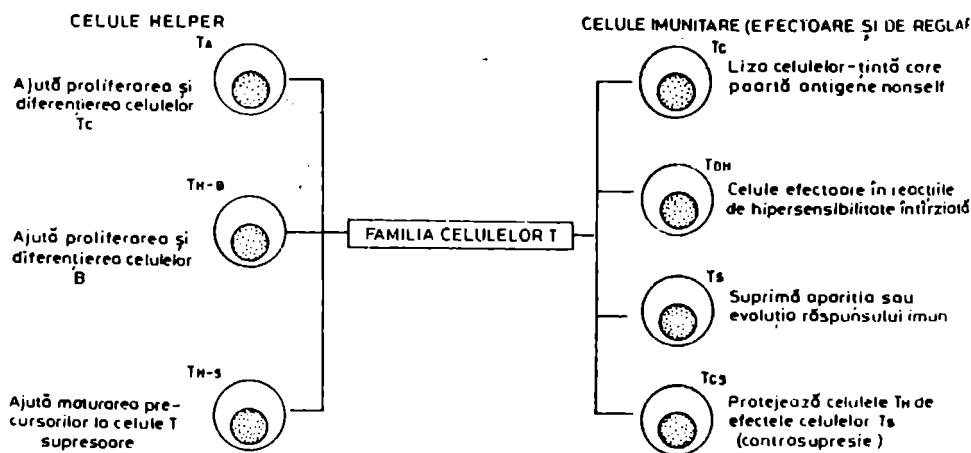 CELULE HELPER
TA
Ajută proliferarea și
diferențierea celulelor
Tc
TH-B
Ajută proliferarea și
diferențierea celulelor
B
TH-S
Ajută maturarea pre-
cursorilor la celule T
supresoare
FAMILIA CELULELOR T
CELULE IMUNITARE (EFECTOARE ȘI DE REGLAR
TC
Liza celulelor-țintă care
poartă antigene nonself
TDH
Celule efectoare în reacțiile
de hipersensibilitate întîrziată
TS
Suprimă apariția sau
evoluția răspunsului imun
TCS
Protejează celulele TH de
efectele celulelor Ts
(contrasupresie)